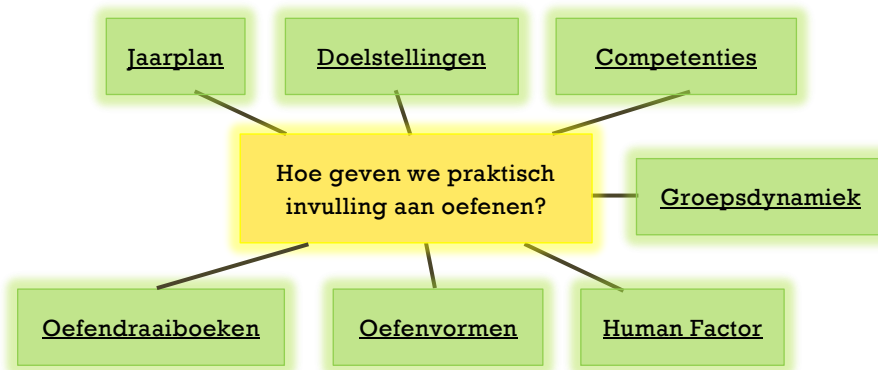 Jaarplan
Doelstellingen
Competenties
Hoe geven we praktisch
invulling aan oefenen?
Groepsdynamiek
Oefendraaiboeken
Oefenvormen
Human Factor